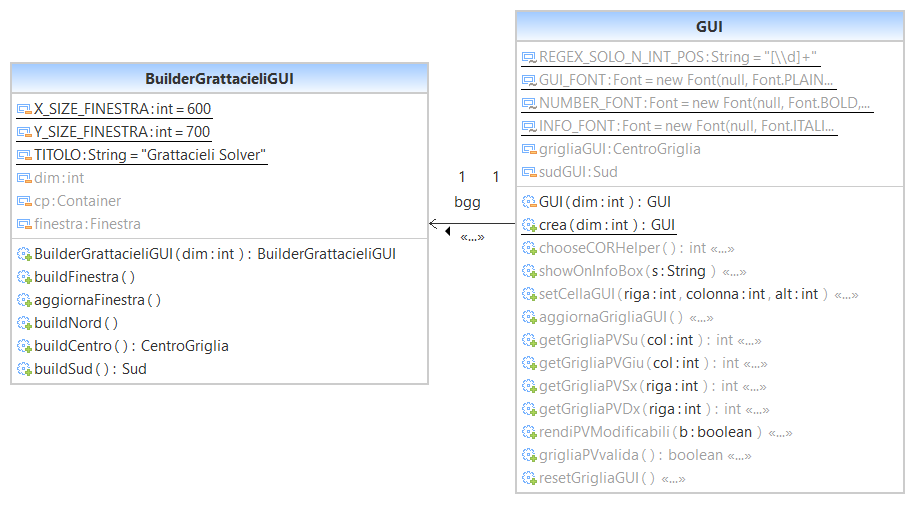 BuilderGrattacieliGUI
X_SIZE_FINESTRA : int = 600
Y_SIZE_FINESTRA : int = 700
TITOLO : String = "Grattacieli Solver"
dim : int
cp : Container
finestra : Finestra
BuilderGrattacieliGUI ( dim : int ) : BuilderGrattacieliGUI
buildFinestra ( )
aggiornaFinestra ( )
buildNord ( )
buildCentro ( ) : CentroGriglia
buildSud ( ) : Sud
1 1
bgg
«...»
GUI
REGEX_SOLO_N_INT_POS : String = "[\\d]+"
GUI_FONT : Font = new Font(null, Font.PLAIN...
NUMBER_FONT : Font = new Font(null, Font.BOLD,...
INFO_FONT : Font = new Font(null, Font.ITALI...
grigliaGUI : CentroGriglia
sudGUI : Sud
GUI ( dim : int ) : GUI
crea ( dim : int ) : GUI
chooseCORHelper ( ) : int «...»
showOnInfoBox ( s : String ) «...»
setCellaGUI ( riga : int , colonna : int , alt : int ) «...»
aggiornaGrigliaGUI ( ) «...»
getGrigliaPVSu ( col : int ) : int «...»
getGrigliaPVGiu ( col : int ) : int «...»
getGrigliaPVSx ( riga : int ) : int «...»
getGrigliaPVDx ( riga : int ) : int «...»
rendiPVModificabili ( b : boolean ) «...»
grigliaPVvalida ( ) : boolean «...»
resetGrigliaGUI ( ) «...»